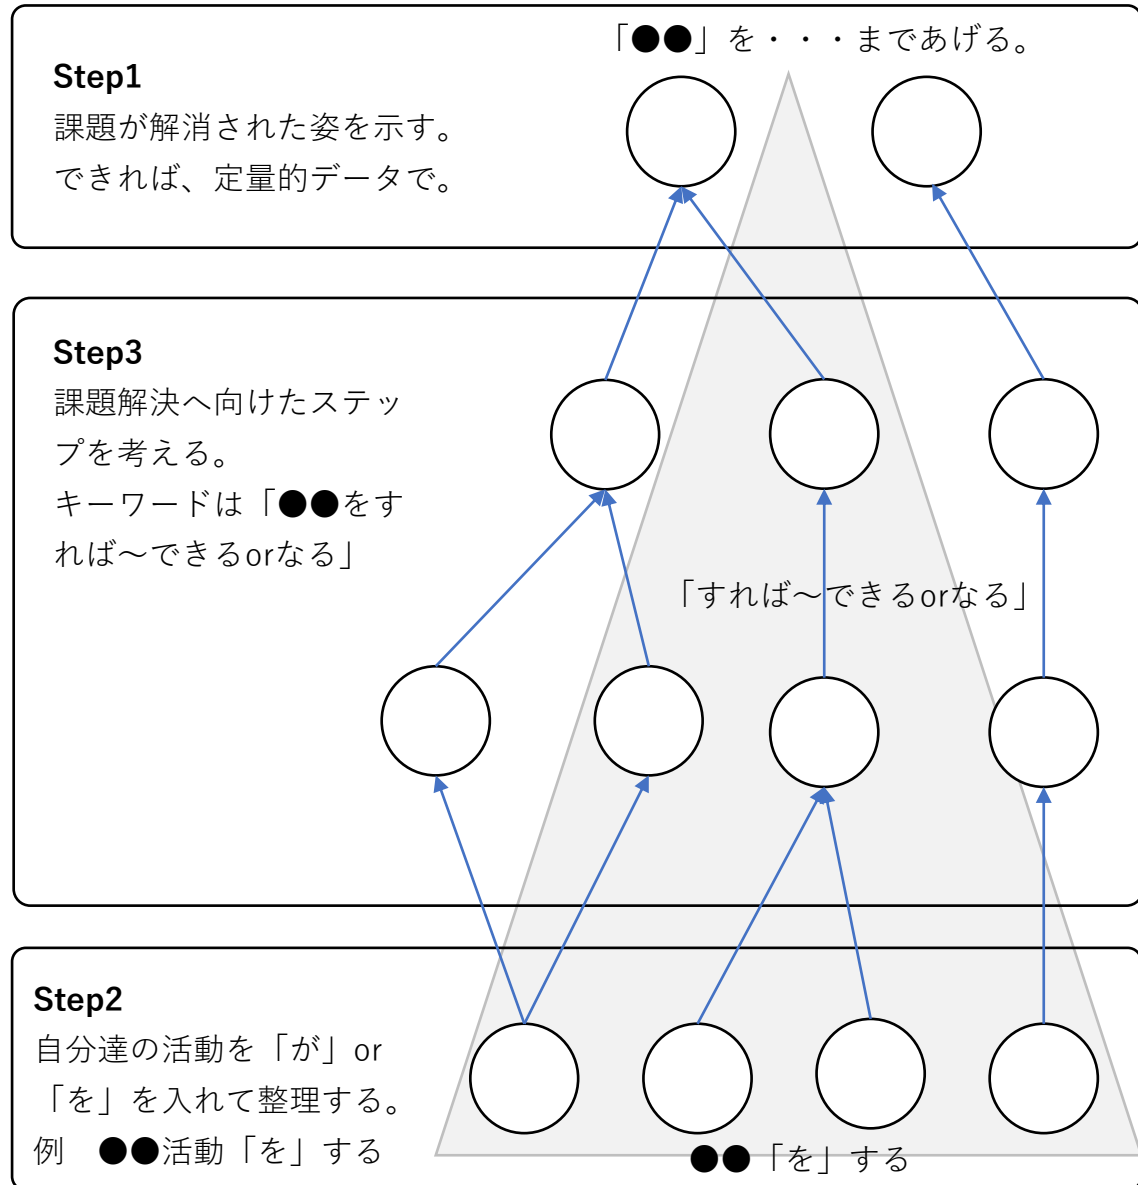 「●●」を・・・まであげる。
Step1
課題が解消された姿を示す。
できれば、定量的データで。
Step3
課題解決へ向けたステッ
プを考える。
キーワードは「●●をす
れば～できるorなる」
「すれば～できるorなる」
Step2
自分達の活動を「が」or
「を」を入れて整理する。
例　●●活動「を」する
●●「を」する